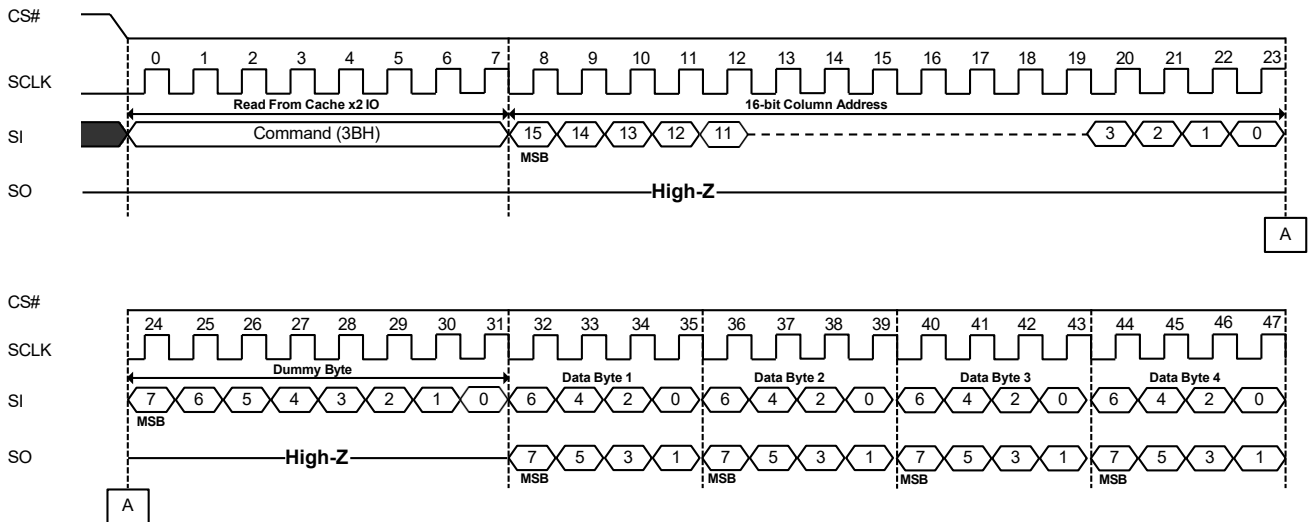 CS#
0 1 2 3 4 5 6 7 8 9 10 11 12 13 14 15 16 17 18 19 20 21 22 23
SCLK
Read From Cache x2 IO 16-bit Column Address
SI Command (3BH) 15 14 13 12 11 3 2 1 0
MSB
SO High-Z
A
CS#
24 25 26 27 28 29 30 31 32 33 34 35 36 37 38 39 40 41 42 43 44 45 46 47
SCLK
Dummy Byte Data Byte 1 Data Byte 2 Data Byte 3 Data Byte 4
SI 7 6 5 4 3 2 1 0 6 4 2 0 6 4 2 0 6 4 2 0 6 4 2 0
MSB
SO High-Z 7 5 3 1 7 5 3 1 7 5 3 1 7 5 3 1
MSB MSB MSB MSB
A